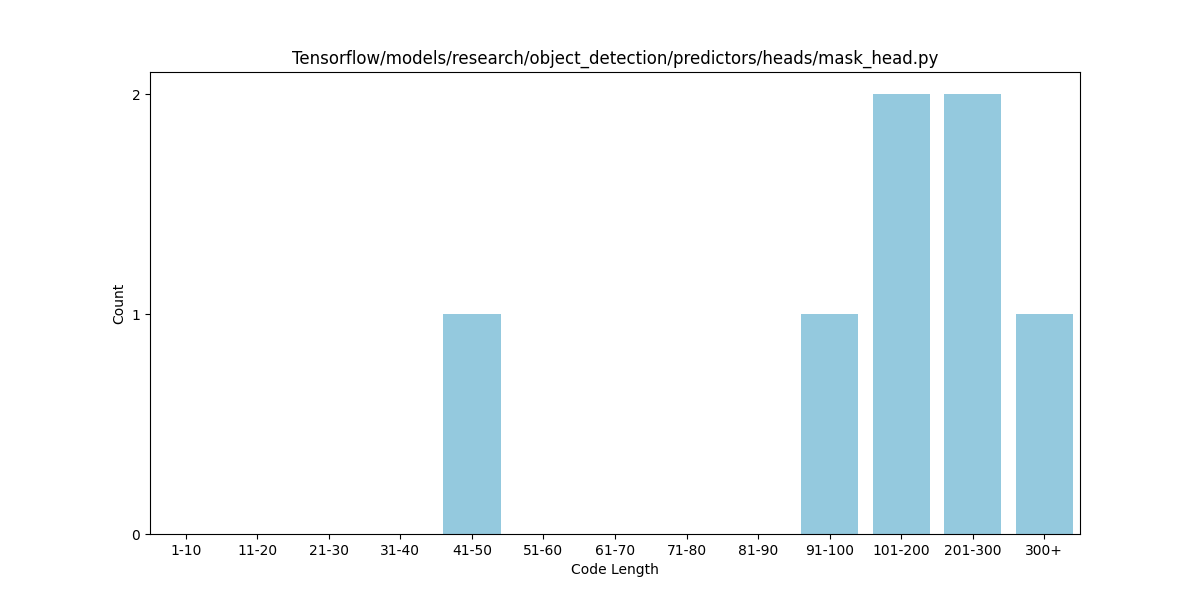 Tensorflow/models/research/object_detection/predictors/heads/mask_head.py
2
1
0
Count
1-10 11-20 21-30 31-40 41-50 51-60 61-70 71-80 81-90 91-100 101-200 201-300 300+
Code Length